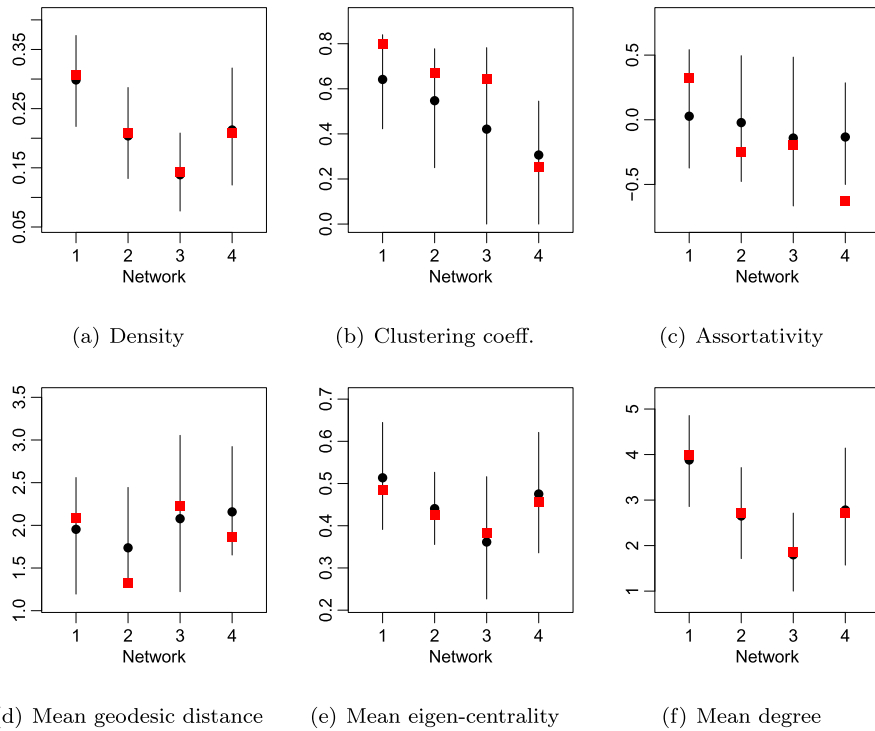 0.05 0.15 0.25 0.35
1 2 3 4
Network
(a) Density
0.0 0.2 0.4 0.6 0.8
1 2 3 4
Network
(b) Clustering coeff.
−0.5 0.0 0.5
1 2 3 4
Network
(c) Assortativity
1.0 1.5 2.0 2.5 3.0 3.5
1 2 3 4
Network
(d) Mean geodesic distance
0.2 0.3 0.4 0.5 0.6 0.7
1 2 3 4
Network
(e) Mean eigen-centrality
1 2 3 4 5
1 2 3 4
Network
(f) Mean degree